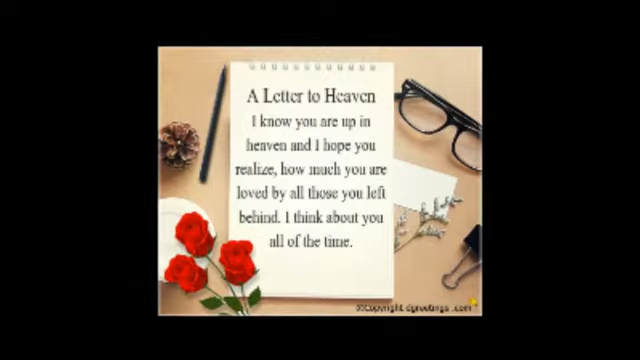 A Letter to Heaven
I know you are up in
heaven and I hope you
realize, how much you are
loved by all those you left
behind. I think about you
all of the time.
©Copyright dgreetings .com